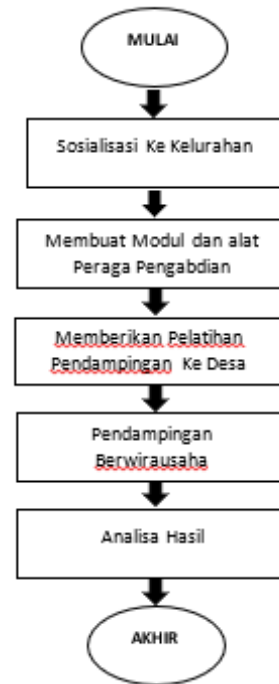 MULAI
Sosialisasi Ke Kelurahan
Membuat Modul dan alat
Peraga Pengabdian
Memberikan Pelatihan
Pendampingan Ke Desa
Pendampingan
Berwirausaha
Analisa Hasil
AKHIR